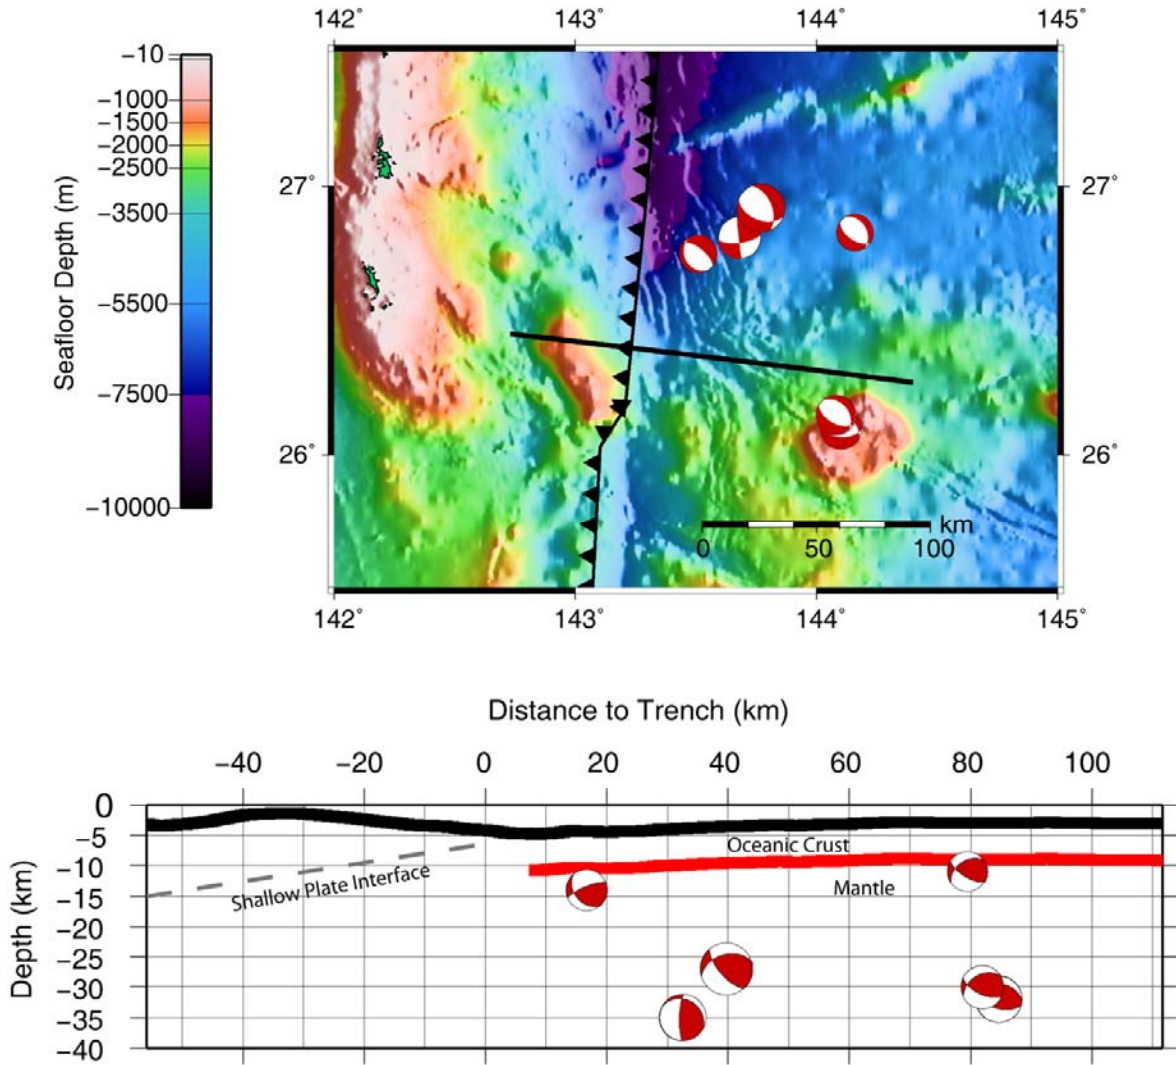 142° 143° 144° 145°
−10
−1000
−1500
−2000
−2500
−3500
−5500
−7500
−10000
Seafloor Depth (m)
27° 27°
26° 26°
km
0 50 100
142° 143° 144° 145°
Distance to Trench (km)
−40 −20 0 20 40 60 80 100
0
−5
−10
−15
−20
−25
−30
−35
−40
Depth (km)
Oceanic Crust
Shallow Plate Interface
Mantle